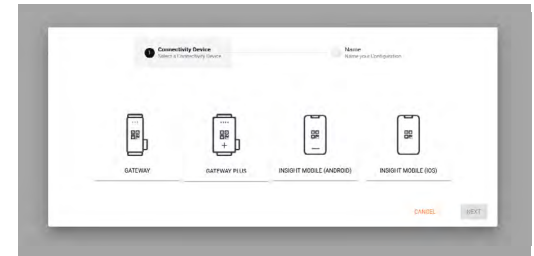 Connectivity Device
Select a Connectivity Device
Name
Name your Configuration
GATEWAY
GATEWAY PLUS
INSIGHT MOBILE (ANDROID)
INSIGHT MOBILE (IOS)
CANCEL
NEXT